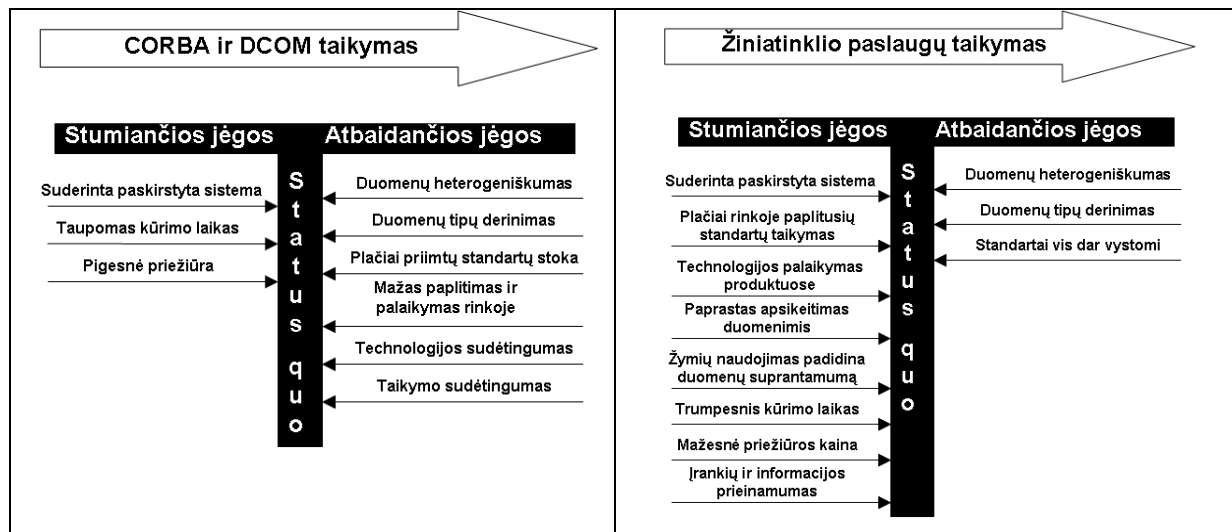 CORBA ir DCOM taikymas
Stumiančios jėgos
Atbaidančios jėgos
Status quo
Suderinta paskirstyta sistema
Taupomas kūrimo laikas
Pigesnė priežiūra
Duomenų heterogeniškumas
Duomenų tipų derinimas
Plačiai priimtų standartų stoka
Mažas paplitimas ir
palaikymas rinkoje
Technologijos sudėtingumas
Taikymo sudėtingumas
Žiniatinklio paslaugų taikymas
Stumiančios jėgos
Atbaidančios jėgos
Status quo
Suderinta paskirstyta sistema
Plačiai rinkoje paplitusių
standartų taikymas
Technologijos palaikymas
produktuose
Paprastas apsikeitimas
duomenimis
Žymių naudojimas padidina
duomenų suprantamumą
Trumpesnis kūrimo laikas
Mažesnė priežiūros kaina
Įrankių ir informacijos
prieinamumas
Duomenų heterogeniškumas
Duomenų tipų derinimas
Standartai vis dar vystomi